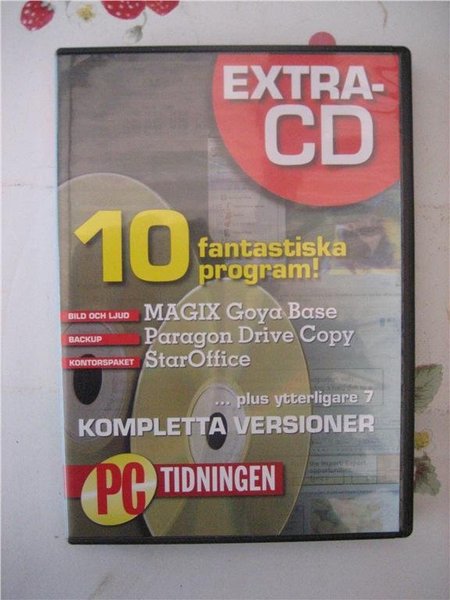 EXTRA-
CD
10 fantastiska
program!
BILD OCH LJUD MAGIX Goya Base
BACKUP Paragon Drive Copy
KONTORSPAKET StarOffice
... plus ytterligare 7
KOMPLETTA VERSIONER
PC TIDNINGEN